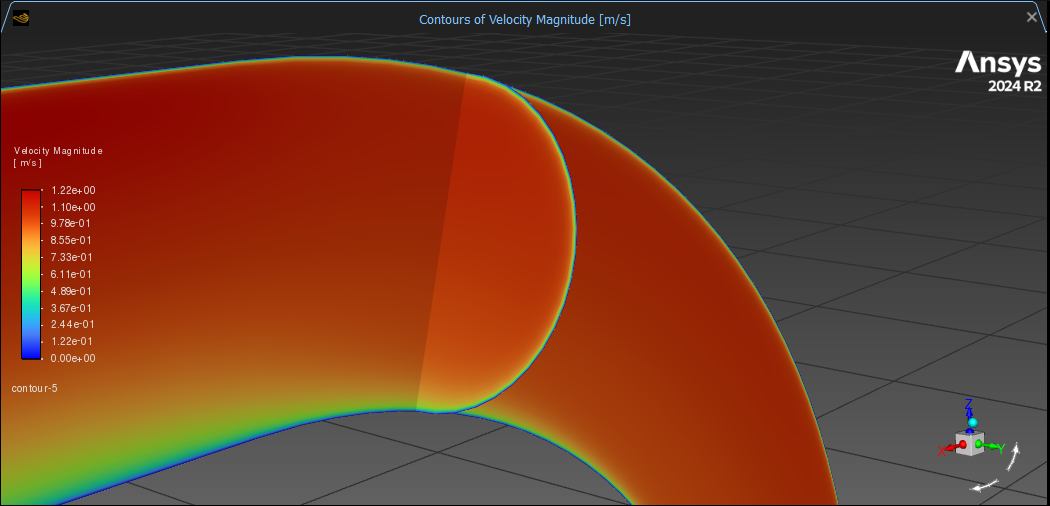 Contours of Velocity Magnitude [m/s]
Ansys
2024 R2
Velocity Magnitude
[ m/s ]
1.22e+00
1.10e+00
9.78e-01
8.55e-01
7.33e-01
6.11e-01
4.89e-01
3.67e-01
2.44e-01
1.22e-01
0.00e+00
contour-5
Z
X
Y